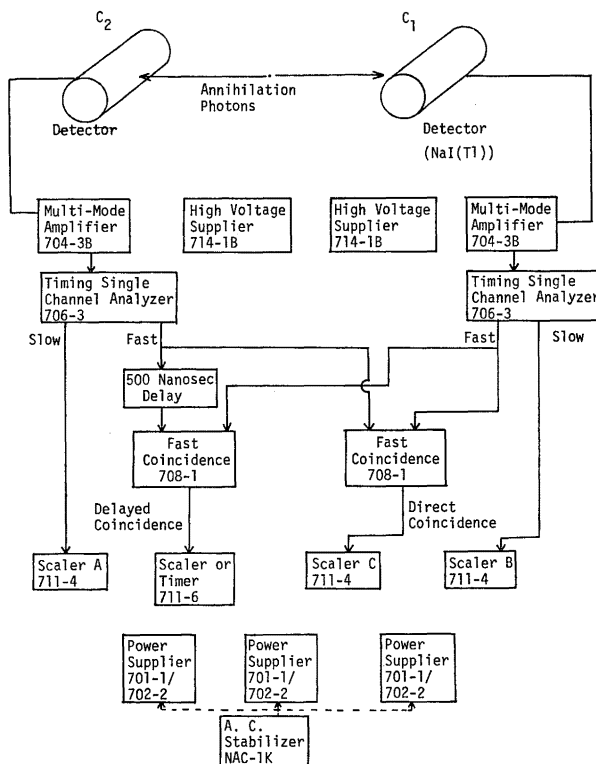 C2
C1
Annihilation
Photons
Detector
Detector
(NaI(Tl))
Multi-Mode
Amplifier
704-3B
High Voltage
Supplier
714-1B
High Voltage
Supplier
714-1B
Multi-Mode
Amplifier
704-3B
Timing Single
Channel Analyzer
706-3
Timing Single
Channel Analyzer
706-3
Slow
Fast
Fast
Slow
500 Nanosec
Delay
Fast
Coincidence
708-1
Fast
Coincidence
708-1
Delayed
Coincidence
Direct
Coincidence
Scaler A
711-4
Scaler or
Timer
711-6
Scaler C
711-4
Scaler B
711-4
Power
Supplier
701-1/
702-2
Power
Supplier
701-1/
702-2
Power
Supplier
701-1/
702-2
A. C.
Stabilizer
NAC-1K